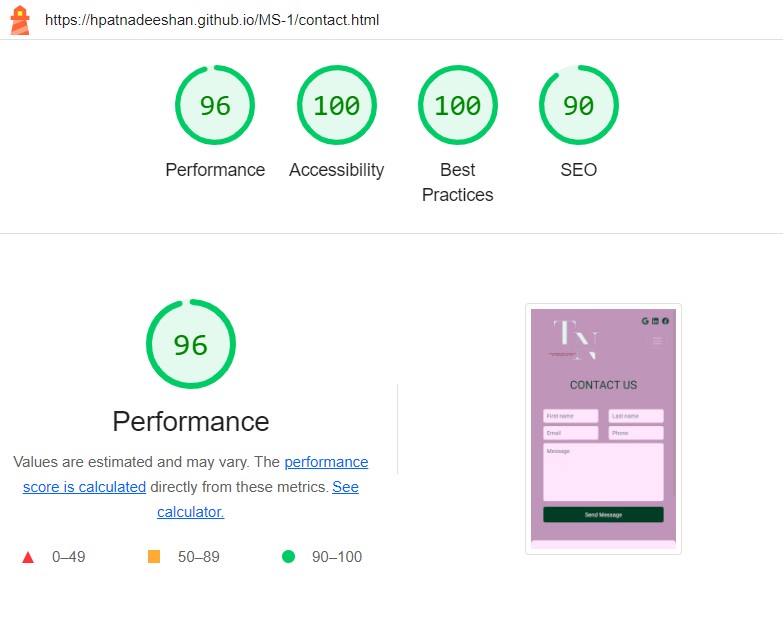 https://hpatnadeeshan.github.io/MS-1/contact.html
96
100
100
90
Performance
Accessibility
Best
Practices
SEO
96
Performance
Values are estimated and may vary. The performance
score is calculated directly from these metrics. See
calculator.
0–49
50–89
90–100
TN
CONTACT US
First name
Last name
Email
Phone
Message
Send Message